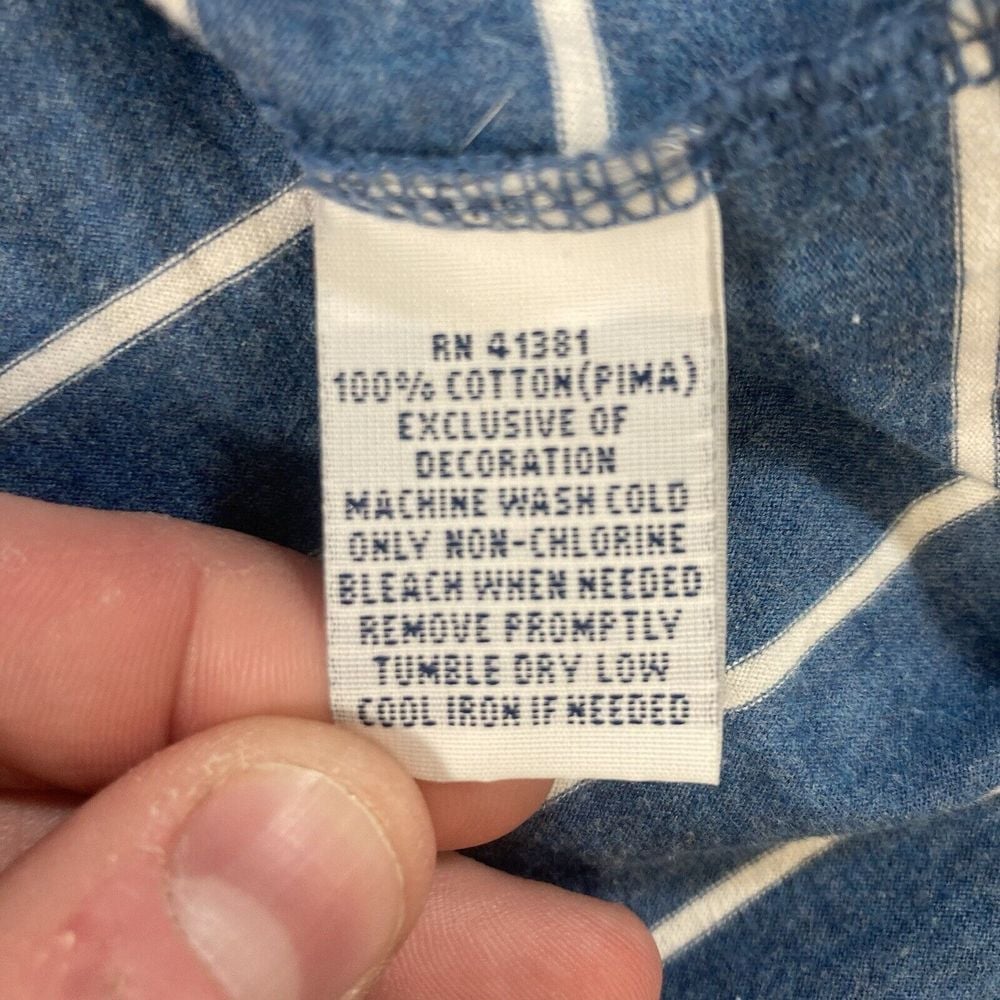 RN 41381
100% COTTON(PIMA)
EXCLUSIVE OF
DECORATION
MACHINE WASH COLD
ONLY NON-CHLORINE
BLEACH WHEN NEEDED
REMOVE PROMPTLY
TUMBLE DRY LOW
COOL IRON IF NEEDED